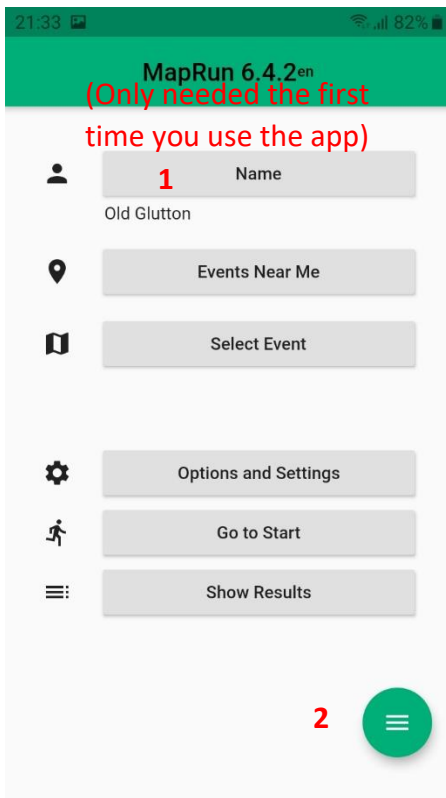 21:33 82%
MapRun 6.4.2en
(Only needed the first
time you use the app)
1 Name
Old Glutton
Events Near Me
Select Event
Options and Settings
Go to Start
Show Results
2